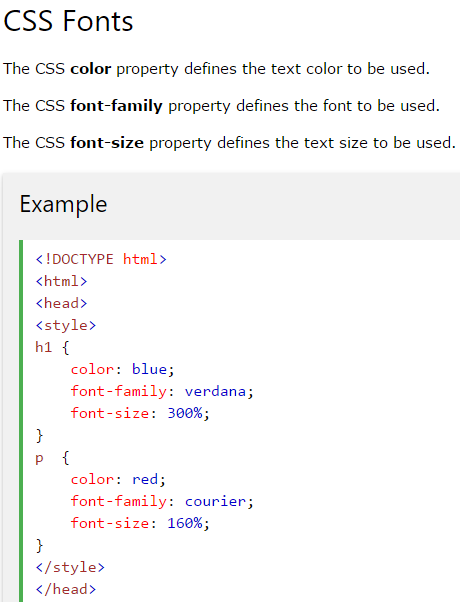 CSS Fonts
The CSS color property defines the text color to be used.
The CSS font-family property defines the font to be used.
The CSS font-size property defines the text size to be used.
Example
<!DOCTYPE html>
<html>
<head>
<style>
h1 {
    color: blue;
    font-family: verdana;
    font-size: 300%;
}
p  {
    color: red;
    font-family: courier;
    font-size: 160%;
}
</style>
</head>